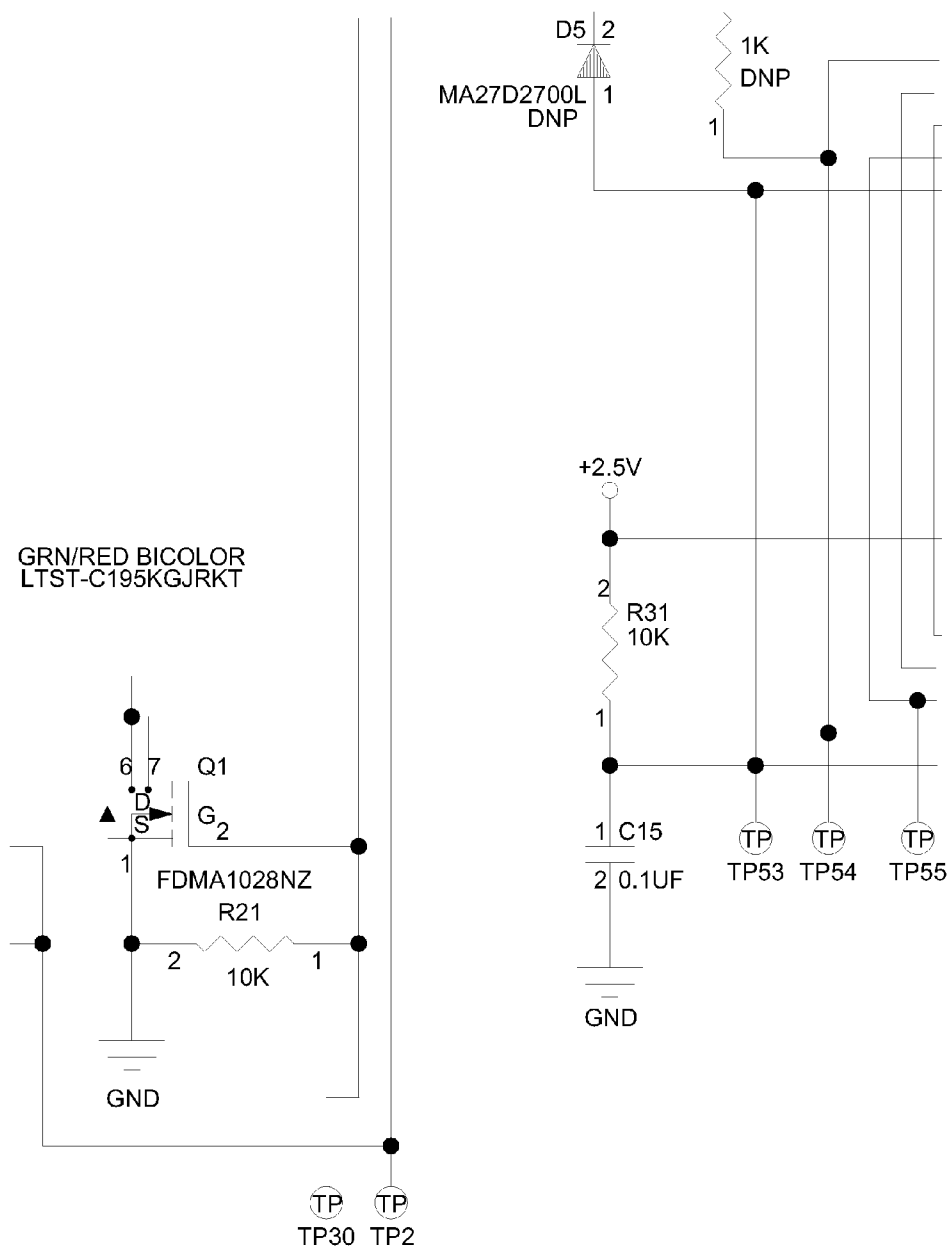 D5 2
1K
DNP
MA27D2700L 1
DNP
1
+2.5V
GRN/RED BICOLOR
LTST-C195KGJRKT
2
R31
10K
1
6 7 Q1
D
S
G
2
1
FDMA1028NZ
R21
2 1
10K
GND
1 C15
2 0.1UF
GND
TP TP TP
TP53 TP54 TP55
TP TP
TP30 TP2